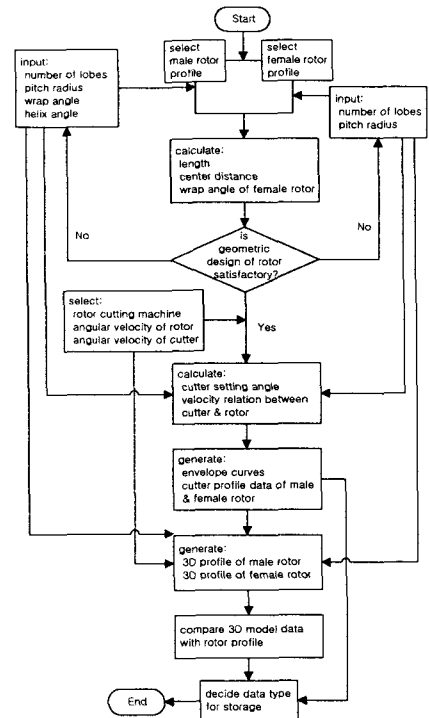 Start
select
male rotor
profile
select
female rotor
profile
input:
number of lobes
pitch radius
wrap angle
helix angle
input:
number of lobes
pitch radius
calculate:
length
center distance
wrap angle of female rotor
No
No
is
geometric
design of rotor
satisfactory?
select:
rotor cutting machine
angular velocity of rotor
angular velocity of cutter
Yes
calculate:
cutter setting angle
velocity relation between
cutter & rotor
generate:
envelope curves
cutter profile data of male
& female rotor
generate:
3D profile of male rotor
3D profile of female rotor
compare 3D model data
with rotor profile
End
decide data type
for storage